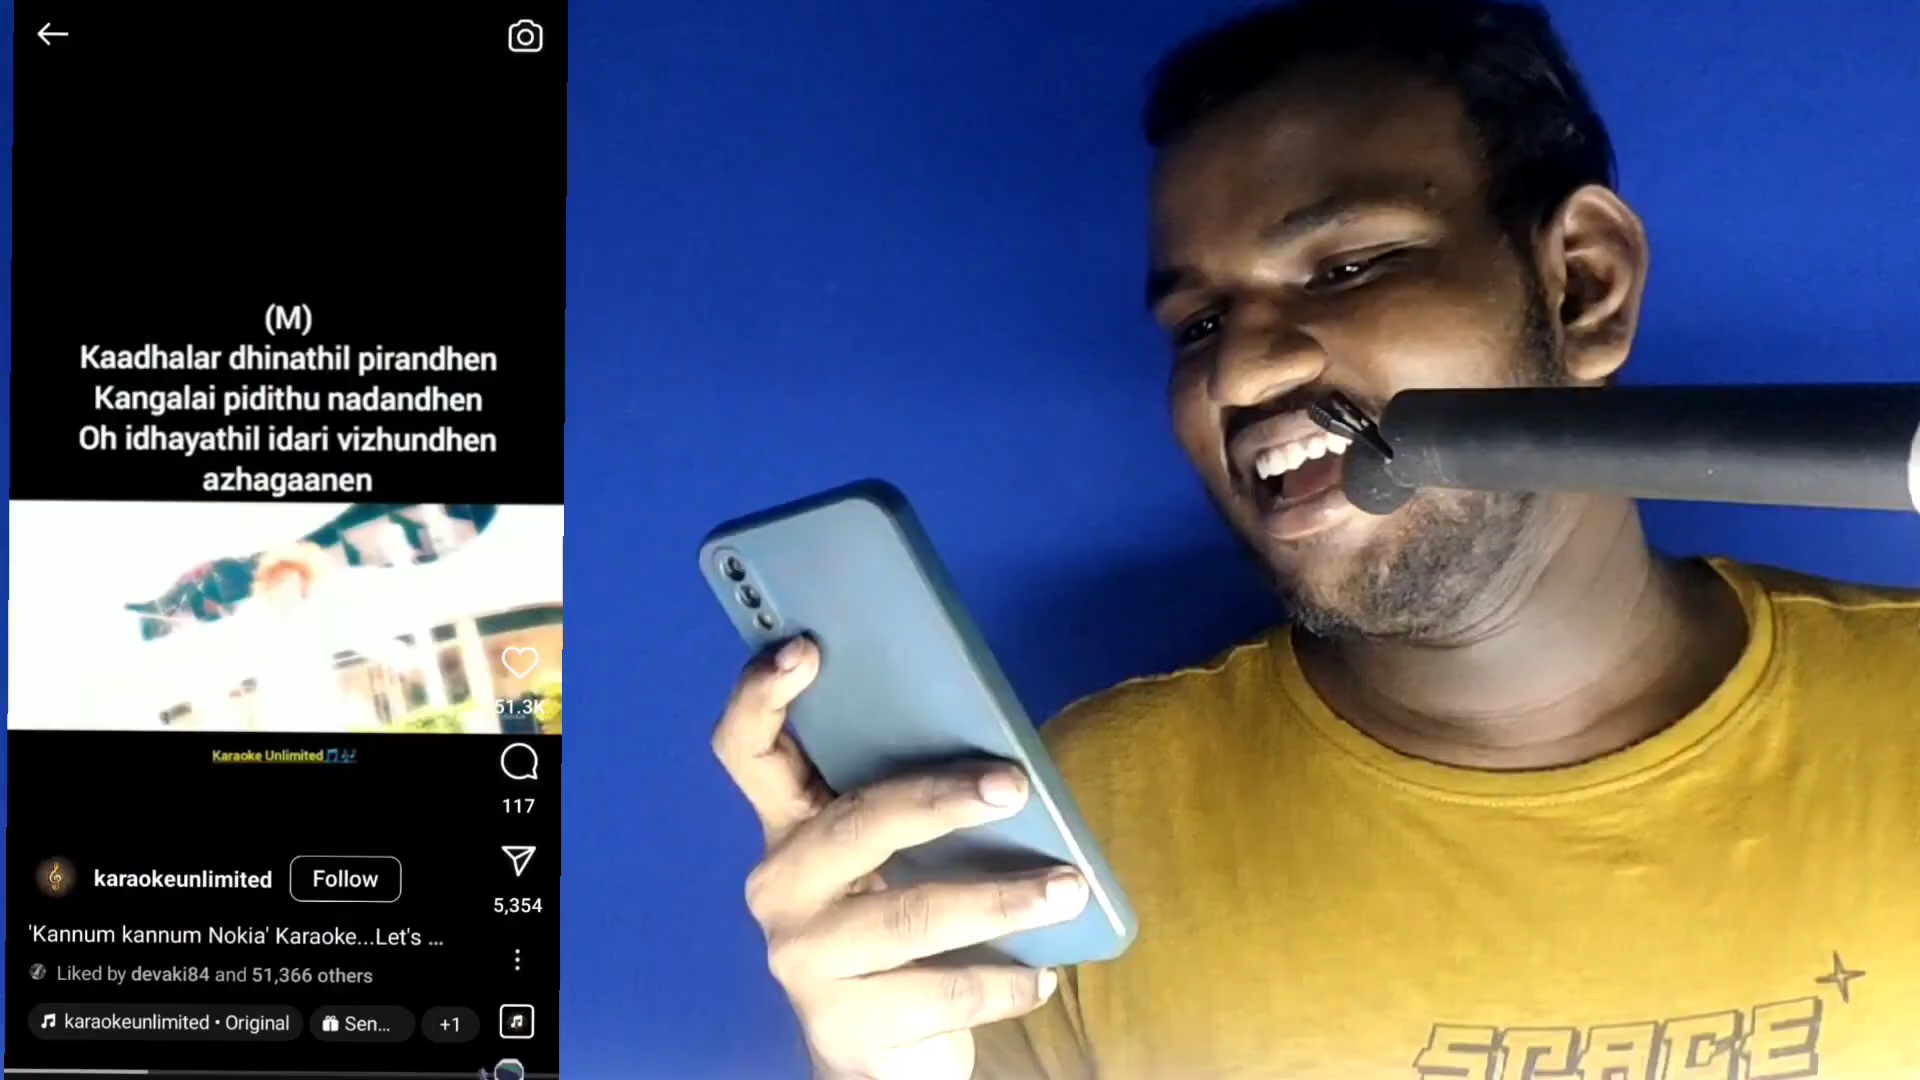 (M)
Kaadhalar dhinathil pirandhen
Kangalai pidithu nadandhen
Oh idhayathil idari vizhundhen
azhagaanen
51.3K
Karaoke Unlimited🎵🎶
117
karaokeunlimited
Follow
5,354
'Kannum kannum Nokia' Karaoke...Let's ...
Liked by devaki84 and 51,366 others
karaokeunlimited • Original
Sen...
+1
SPACE